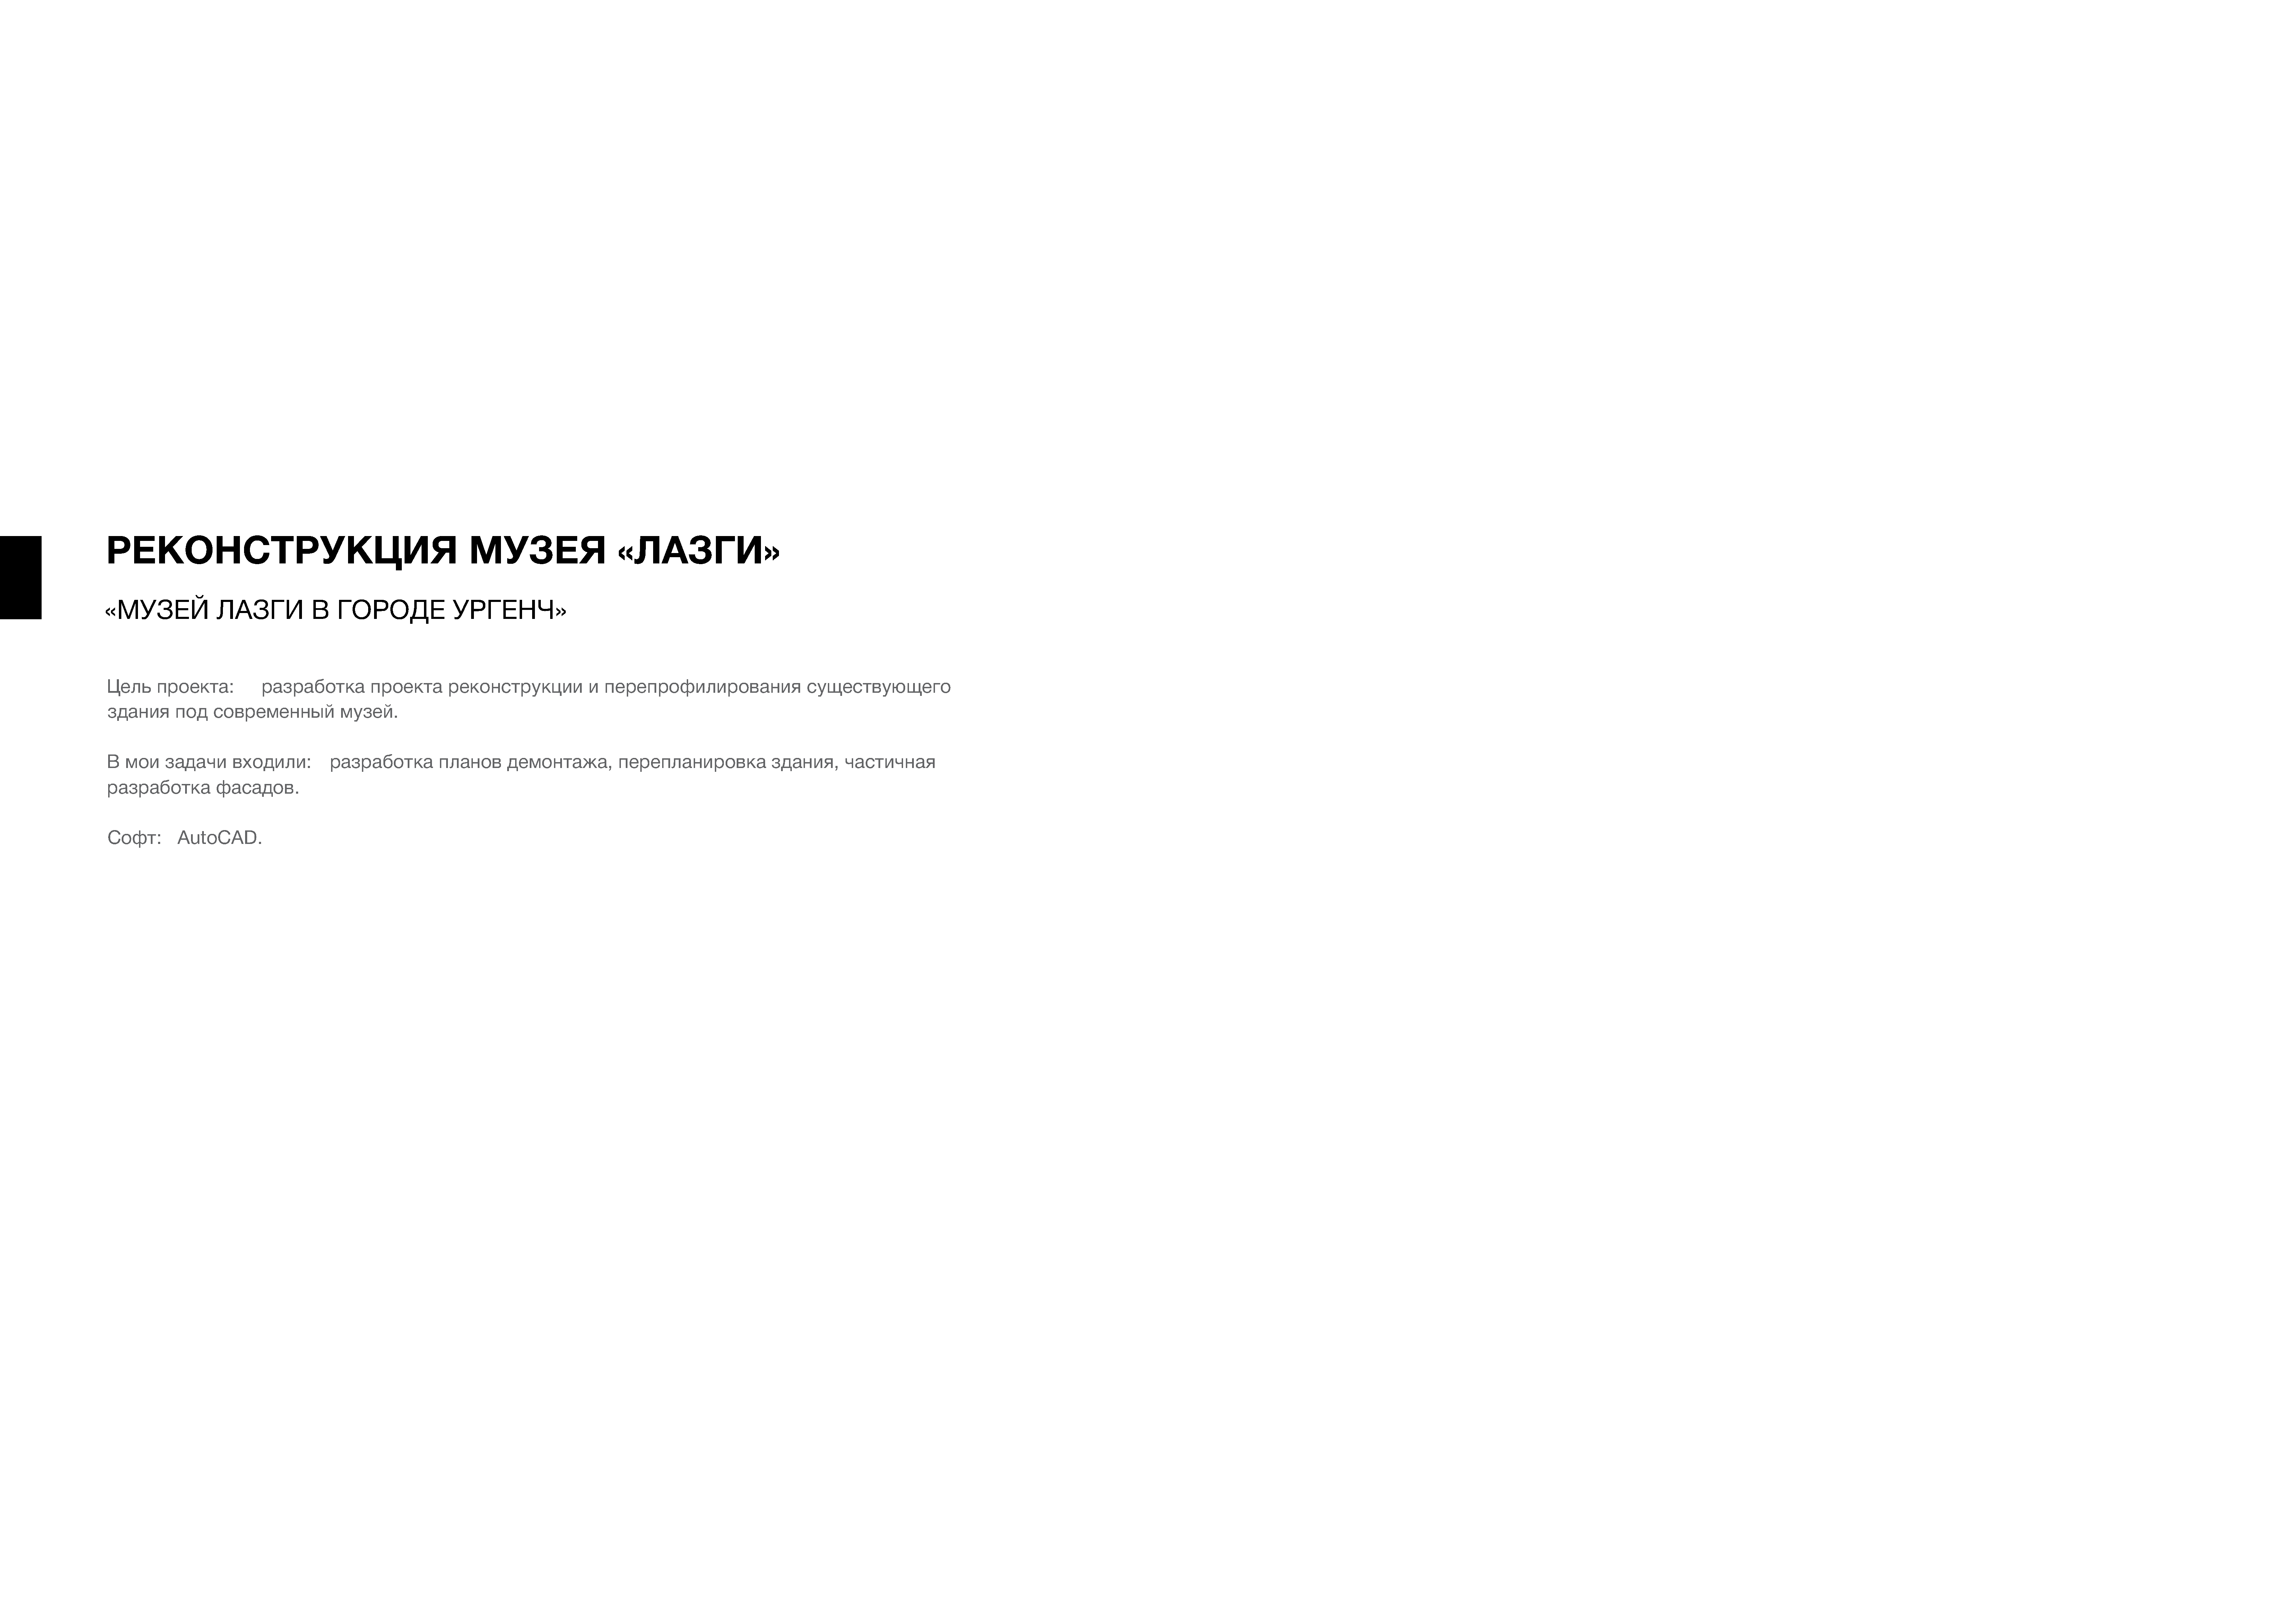 РЕКОНСТРУКЦИЯ МУЗЕЯ «ЛАЗГИ»
«МУЗЕЙ ЛАЗГИ В ГОРОДЕ УРГЕНЧ»
Цель проекта: разработка проекта реконструкции и перепрофилирования существующего
здания под современный музей.
В мои задачи входили: разработка планов демонтажа, перепланировка здания, частичная
разработка фасадов.
Софт: AutoCAD.